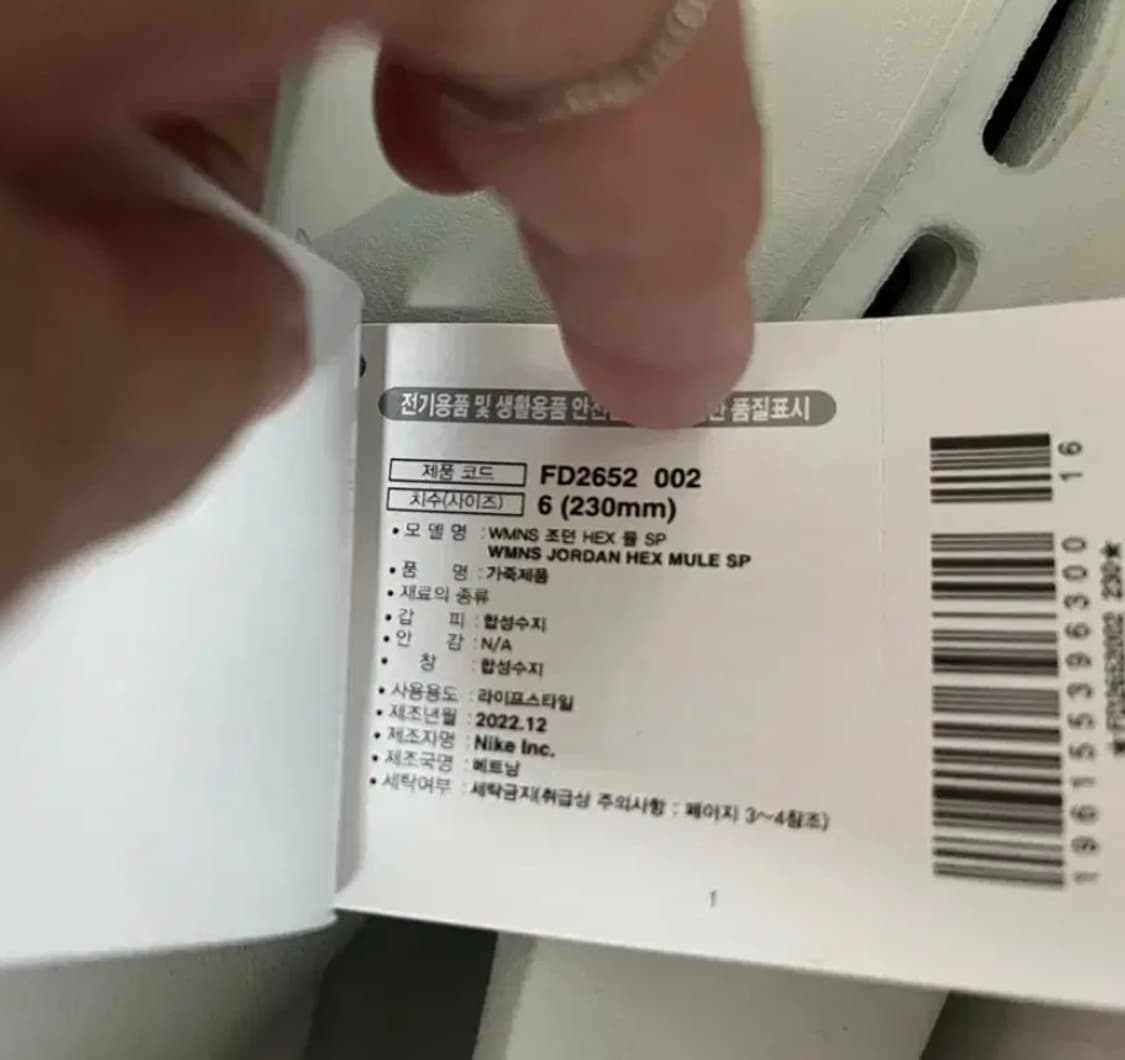 전기용품 및 생활용품 안전 품질표시
제품 코드 FD2652 002
치수(사이즈) 6 (230mm)
• 모 델 명 : WMNS 조던 HEX 뮬 SP
WMNS JORDAN HEX MULE SP
• 품 명 : 가죽제품
• 재료의 종류
• 갑 피 : 합성수지
• 안 감 : N/A
• 창 : 합성수지
• 사용용도 : 라이프스타일
• 제조년월 : 2022.12
• 제조자명 : Nike Inc.
• 제조국명 : 베트남
• 세탁여부 : 세탁금지(취급상 주의사항 : 페이지 3~4참조)
1
196155396300 16
★FD2652002 230★